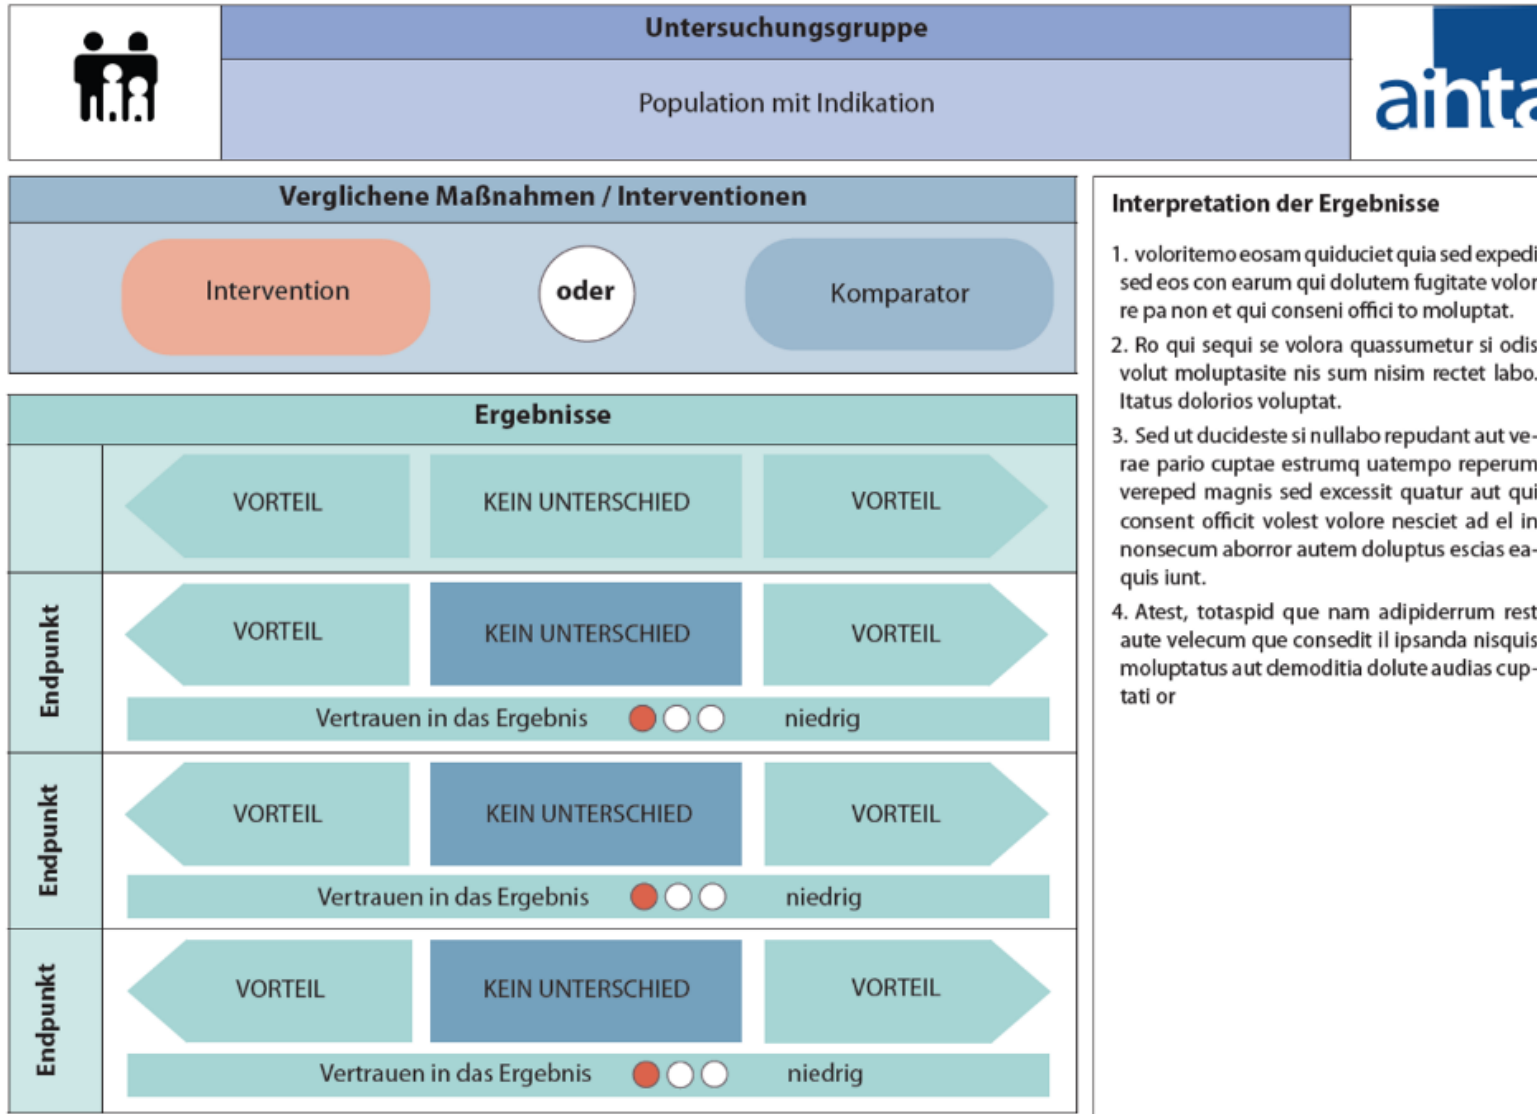 Untersuchungsgruppe
Population mit Indikation
aihta
Verglichene Maßnahmen / Interventionen
Intervention
oder
Komparator
Ergebnisse
VORTEIL
KEIN UNTERSCHIED
VORTEIL
Endpunkt
VORTEIL
KEIN UNTERSCHIED
VORTEIL
Vertrauen in das Ergebnis
niedrig
Endpunkt
VORTEIL
KEIN UNTERSCHIED
VORTEIL
Vertrauen in das Ergebnis
niedrig
Endpunkt
VORTEIL
KEIN UNTERSCHIED
VORTEIL
Vertrauen in das Ergebnis
niedrig
Interpretation der Ergebnisse
1. voloritemo eosam quiduciet quia sed expedi
sed eos con earum qui dolutem fugitate volor
re pa non et qui conseni offici to moluptat.
2. Ro qui sequi se volora quassumetur si odis
volut moluptasite nis sum nisim rectet labo.
Itatus dolorios voluptat.
3. Sed ut ducideste si nullabo repudant aut ve-
rae pario cuptae estrumq uatempo reperum
vereped magnis sed excessit quatur aut qui
consent officit volest volore nesciet ad el in
nonsecum aborror autem doluptus escias ea-
quis iunt.
4. Atest, totaspid que nam adipiderrum rest
aute velecum que consedit il ipsanda nisquis
moluptatus aut demoditia dolute audias cup-
tati or